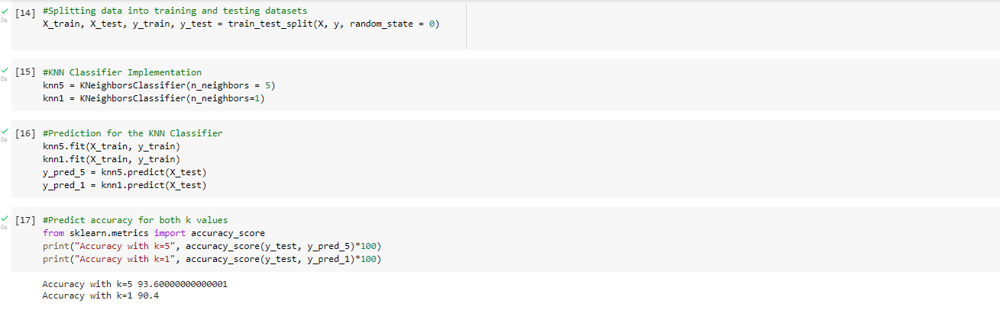 [14] #Splitting data into training and testing datasets
0s
X_train, X_test, y_train, y_test = train_test_split(X, y, random_state = 0)
[15] #KNN Classifier Implementation
0s
knn5 = KNeighborsClassifier(n_neighbors = 5)
knn1 = KNeighborsClassifier(n_neighbors=1)
[16] #Prediction for the KNN Classifier
0s
knn5.fit(X_train, y_train)
knn1.fit(X_train, y_train)
y_pred_5 = knn5.predict(X_test)
y_pred_1 = knn1.predict(X_test)
[17] #Predict accuracy for both k values
0s
from sklearn.metrics import accuracy_score
print("Accuracy with k=5", accuracy_score(y_test, y_pred_5)*100)
print("Accuracy with k=1", accuracy_score(y_test, y_pred_1)*100)
Accuracy with k=5 93.60000000000001
Accuracy with k=1 90.4